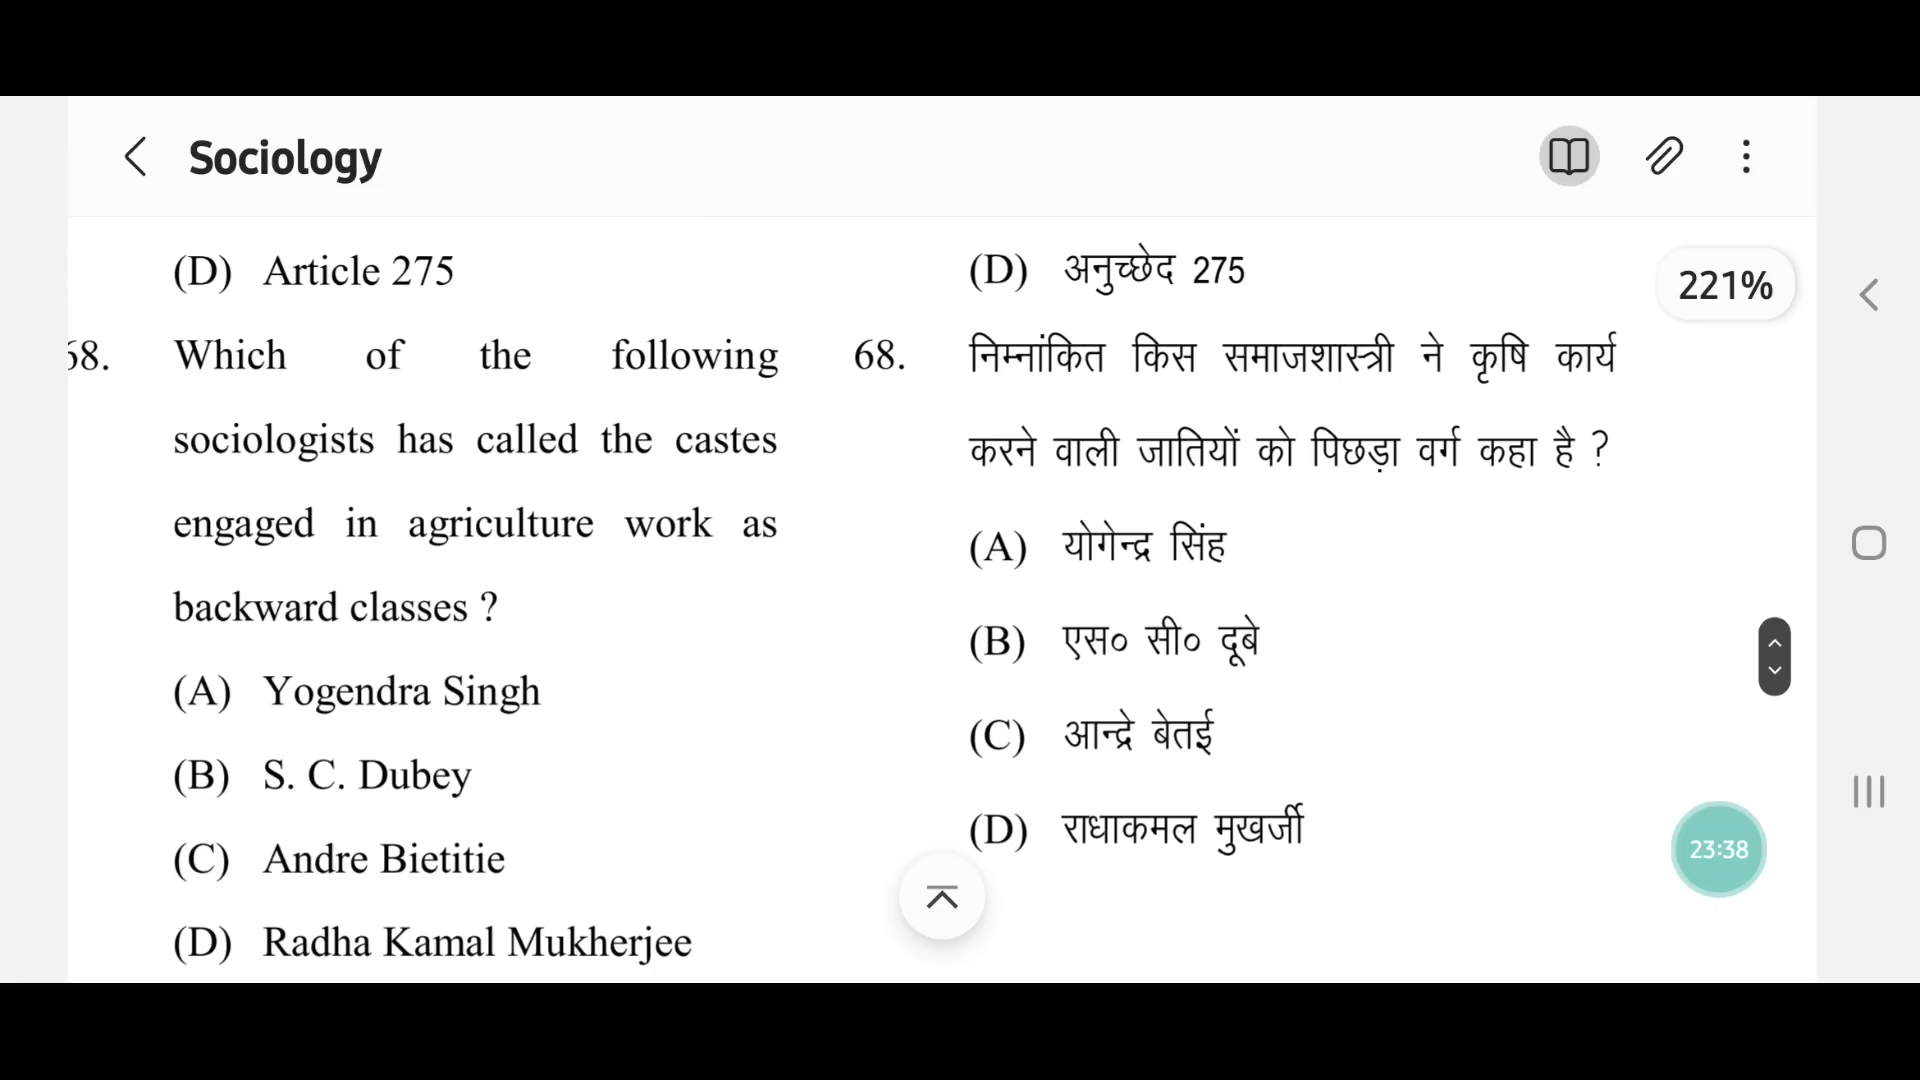 Sociology
221%
(D) Article 275
68. Which of the following
sociologists has called the castes
engaged in agriculture work as
backward classes ?
(A) Yogendra Singh
(B) S. C. Dubey
(C) Andre Bietitie
(D) Radha Kamal Mukherjee
(D) अनुच्छेद 275
68. निम्नांकित किस समाजशास्त्री ने कृषि कार्य
करने वाली जातियों को पिछड़ा वर्ग कहा है ?
(A) योगेन्द्र सिंह
(B) एस० सी० दूबे
(C) आन्द्रे बेतई
(D) राधाकमल मुखर्जी
23:38